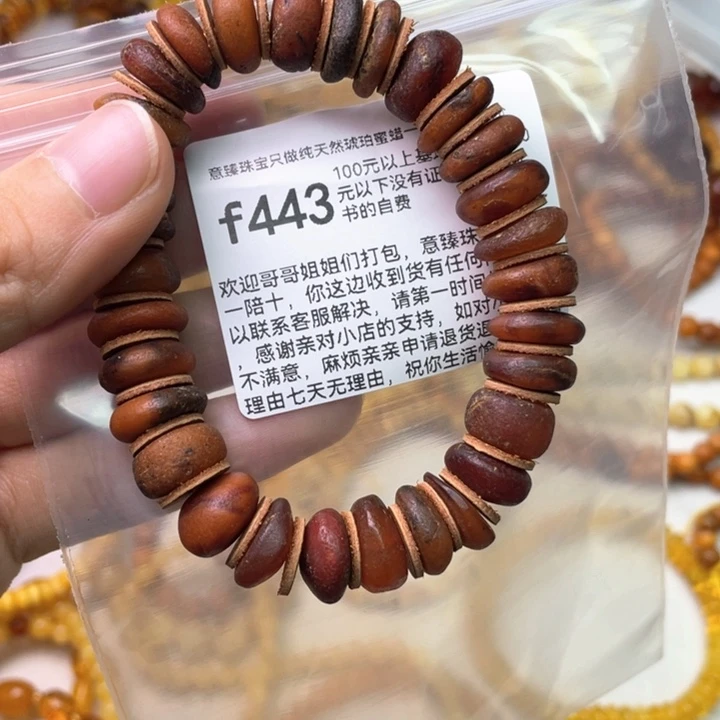 意臻珠宝只做纯天然琥珀蜜蜡一
f443
100元以上
元以下没有证
书的自费
欢迎哥哥姐姐们打包，意臻珠
一陪十，你这边收到货有任何
以联系客服解决，请第一时间
，感谢亲对小店的支持，如对
不满意，麻烦亲亲申请退货退
理由七天无理由，祝你生活愉